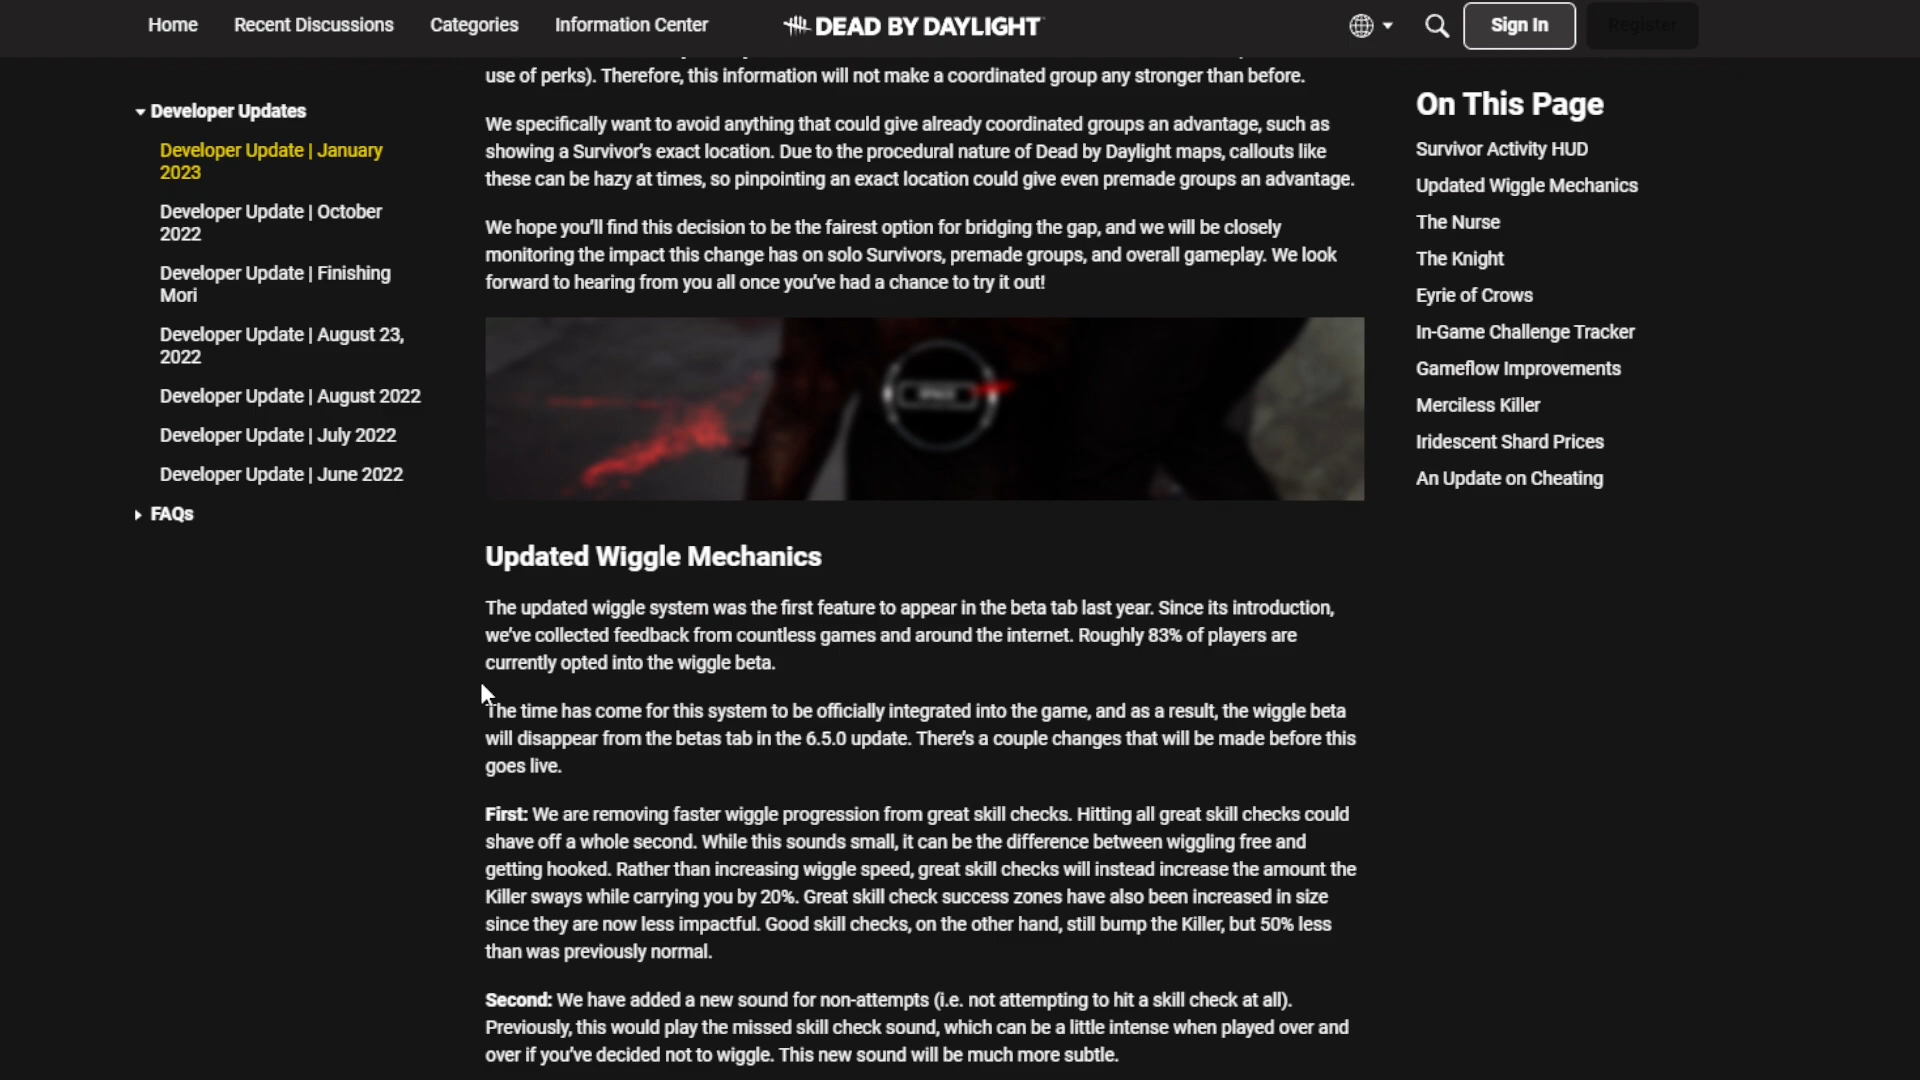 Home
Recent Discussions
Categories
Information Center
DEAD BY DAYLIGHT
Sign In
Register
Developer Updates
Developer Update | January
2023
Developer Update | October
2022
Developer Update | Finishing
Mori
Developer Update | August 23,
2022
Developer Update | August 2022
Developer Update | July 2022
Developer Update | June 2022
FAQs
use of perks). Therefore, this information will not make a coordinated group any stronger than before.
We specifically want to avoid anything that could give already coordinated groups an advantage, such as
showing a Survivor's exact location. Due to the procedural nature of Dead by Daylight maps, callouts like
these can be hazy at times, so pinpointing an exact location could give even premade groups an advantage.
We hope you'll find this decision to be the fairest option for bridging the gap, and we will be closely
monitoring the impact this change has on solo Survivors, premade groups, and overall gameplay. We look
forward to hearing from you all once you've had a chance to try it out!
SPACE
Updated Wiggle Mechanics
The updated wiggle system was the first feature to appear in the beta tab last year. Since its introduction,
we've collected feedback from countless games and around the internet. Roughly 83% of players are
currently opted into the wiggle beta.
The time has come for this system to be officially integrated into the game, and as a result, the wiggle beta
will disappear from the betas tab in the 6.5.0 update. There's a couple changes that will be made before this
goes live.
First: We are removing faster wiggle progression from great skill checks. Hitting all great skill checks could
shave off a whole second. While this sounds small, it can be the difference between wiggling free and
getting hooked. Rather than increasing wiggle speed, great skill checks will instead increase the amount the
Killer sways while carrying you by 20%. Great skill check success zones have also been increased in size
since they are now less impactful. Good skill checks, on the other hand, still bump the Killer, but 50% less
than was previously normal.
Second: We have added a new sound for non-attempts (i.e. not attempting to hit a skill check at all).
Previously, this would play the missed skill check sound, which can be a little intense when played over and
over if you've decided not to wiggle. This new sound will be much more subtle.
On This Page
Survivor Activity HUD
Updated Wiggle Mechanics
The Nurse
The Knight
Eyrie of Crows
In-Game Challenge Tracker
Gameflow Improvements
Merciless Killer
Iridescent Shard Prices
An Update on Cheating